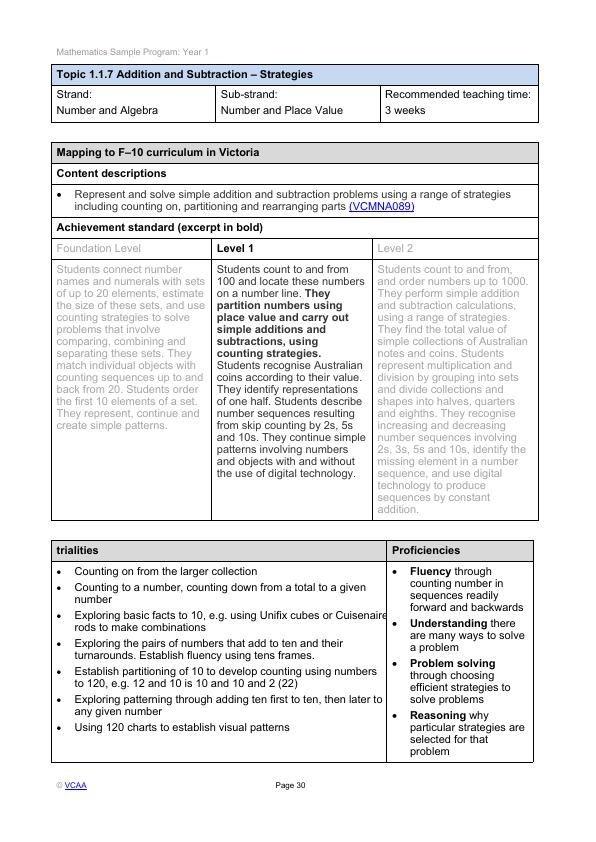 Mathematics Sample Program: Year 1
Topic 1.1.7 Addition and Subtraction – Strategies
Strand:
Number and Algebra
Sub-strand:
Number and Place Value
Recommended teaching time:
3 weeks
Mapping to F–10 curriculum in Victoria
Content descriptions
• Represent and solve simple addition and subtraction problems using a range of strategies
including counting on, partitioning and rearranging parts (VCMNA089)
Achievement standard (excerpt in bold)
Foundation Level
Students connect number
names and numerals with sets
of up to 20 elements, estimate
the size of these sets, and use
counting strategies to solve
problems that involve
comparing, combining and
separating these sets. They
match individual objects with
counting sequences up to and
back from 20. Students order
the first 10 elements of a set.
They represent, continue and
create simple patterns.
Level 1
Students count to and from
100 and locate these numbers
on a number line. They
partition numbers using
place value and carry out
simple additions and
subtractions, using
counting strategies.
Students recognise Australian
coins according to their value.
They identify representations
of one half. Students describe
number sequences resulting
from skip counting by 2s, 5s
and 10s. They continue simple
patterns involving numbers
and objects with and without
the use of digital technology.
Level 2
Students count to and from,
and order numbers up to 1000.
They perform simple addition
and subtraction calculations,
using a range of strategies.
They find the total value of
simple collections of Australian
notes and coins. Students
represent multiplication and
division by grouping into sets
and divide collections and
shapes into halves, quarters
and eighths. They recognise
increasing and decreasing
number sequences involving
2s, 3s, 5s and 10s, identify the
missing element in a number
sequence, and use digital
technology to produce
sequences by constant
addition.
trialities
• Counting on from the larger collection
• Counting to a number, counting down from a total to a given
number
• Exploring basic facts to 10, e.g. using Unifix cubes or Cuisenaire
rods to make combinations
• Exploring the pairs of numbers that add to ten and their
turnarounds. Establish fluency using tens frames.
• Establish partitioning of 10 to develop counting using numbers
to 120, e.g. 12 and 10 is 10 and 10 and 2 (22)
• Exploring patterning through adding ten first to ten, then later to
any given number
• Using 120 charts to establish visual patterns
Proficiencies
• Fluency through
counting number in
sequences readily
forward and backwards
• Understanding there
are many ways to solve
a problem
• Problem solving
through choosing
efficient strategies to
solve problems
• Reasoning why
particular strategies are
selected for that
problem
© VCAA
Page 30